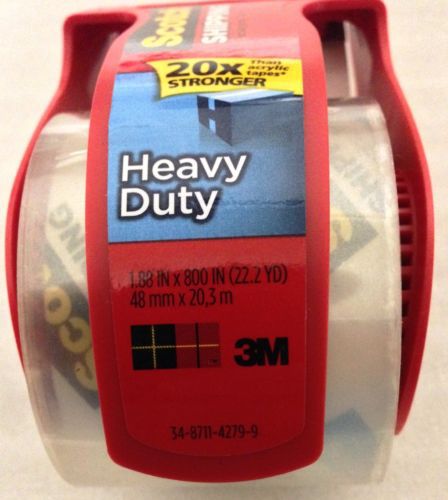 Scotch
SHIPPING
20x
Than
acrylic
tapes*
STRONGER
Heavy
Duty
1.88 IN x 800 IN (22.2 YD)
48 mm x 20,3 m
3M
34-8711-4279-9